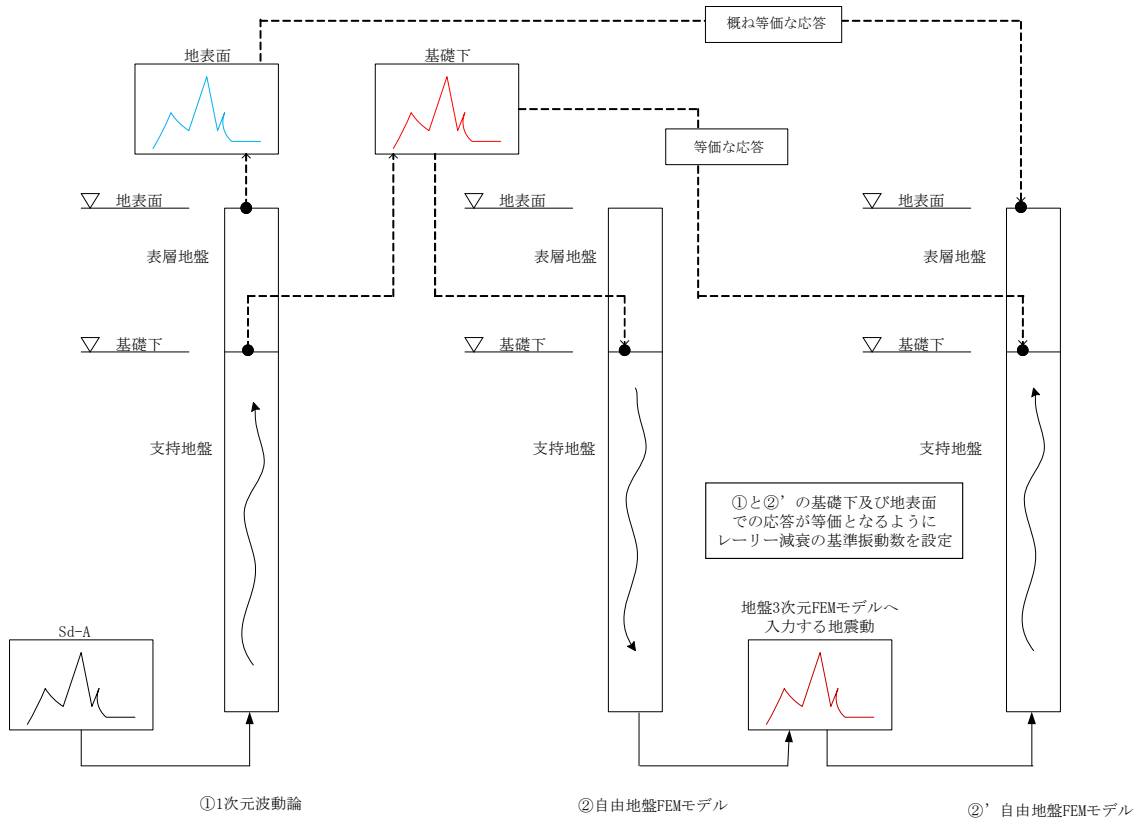 概ね等価な応答
地表面
基礎下
等価な応答
▽ 地表面
▽ 地表面
▽ 地表面
表層地盤
表層地盤
表層地盤
▽ 基礎下
▽ 基礎下
▽ 基礎下
支持地盤
支持地盤
支持地盤
①と②’の基礎下及び地表面
での応答が等価となるように
レーリー減衰の基準振動数を設定
地盤3次元FEMモデルへ
入力する地震動
Sd-A
①1次元波動論
②自由地盤FEMモデル
②’自由地盤FEMモデル